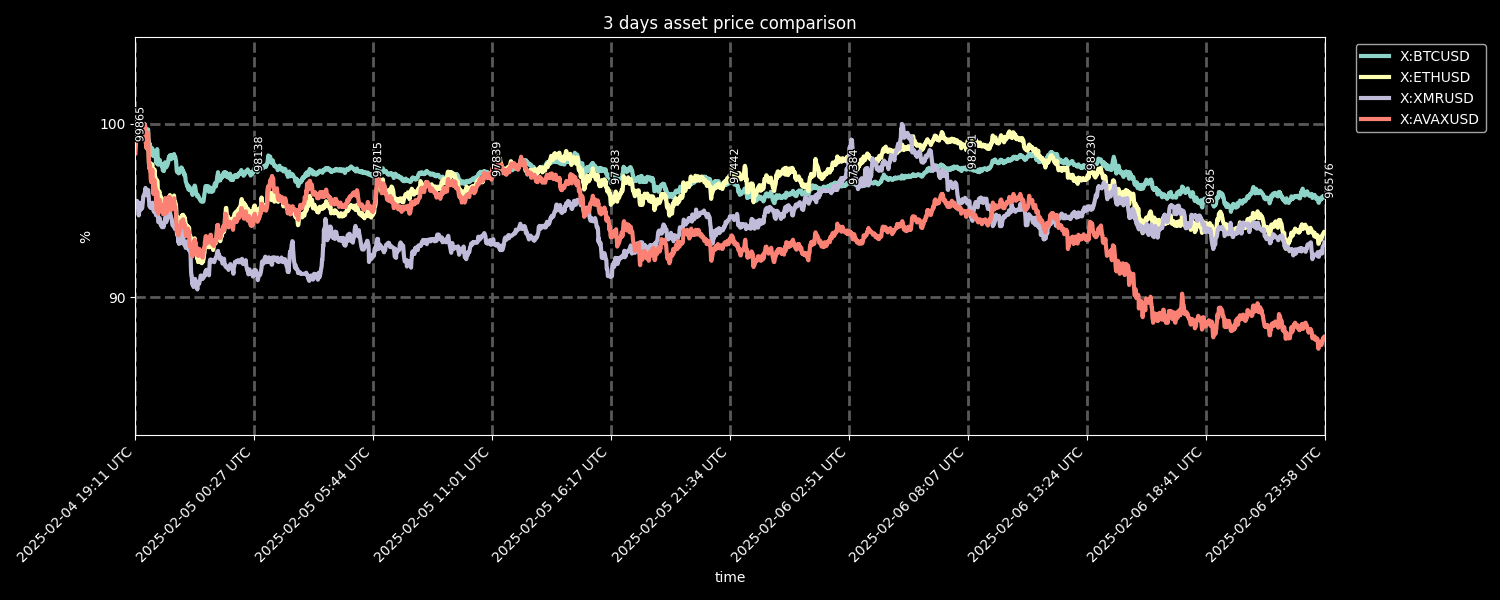 3 days asset price comparison
X:BTCUSD
X:ETHUSD
X:XMRUSD
X:AVAXUSD
%
100
90
99865
98138
97815
97839
97383
97442
97384
98291
98230
96265
96576
2025-02-04 19:11 UTC
2025-02-05 00:27 UTC
2025-02-05 05:44 UTC
2025-02-05 11:01 UTC
2025-02-05 16:17 UTC
2025-02-05 21:34 UTC
2025-02-06 02:51 UTC
2025-02-06 08:07 UTC
2025-02-06 13:24 UTC
2025-02-06 18:41 UTC
2025-02-06 23:58 UTC
time